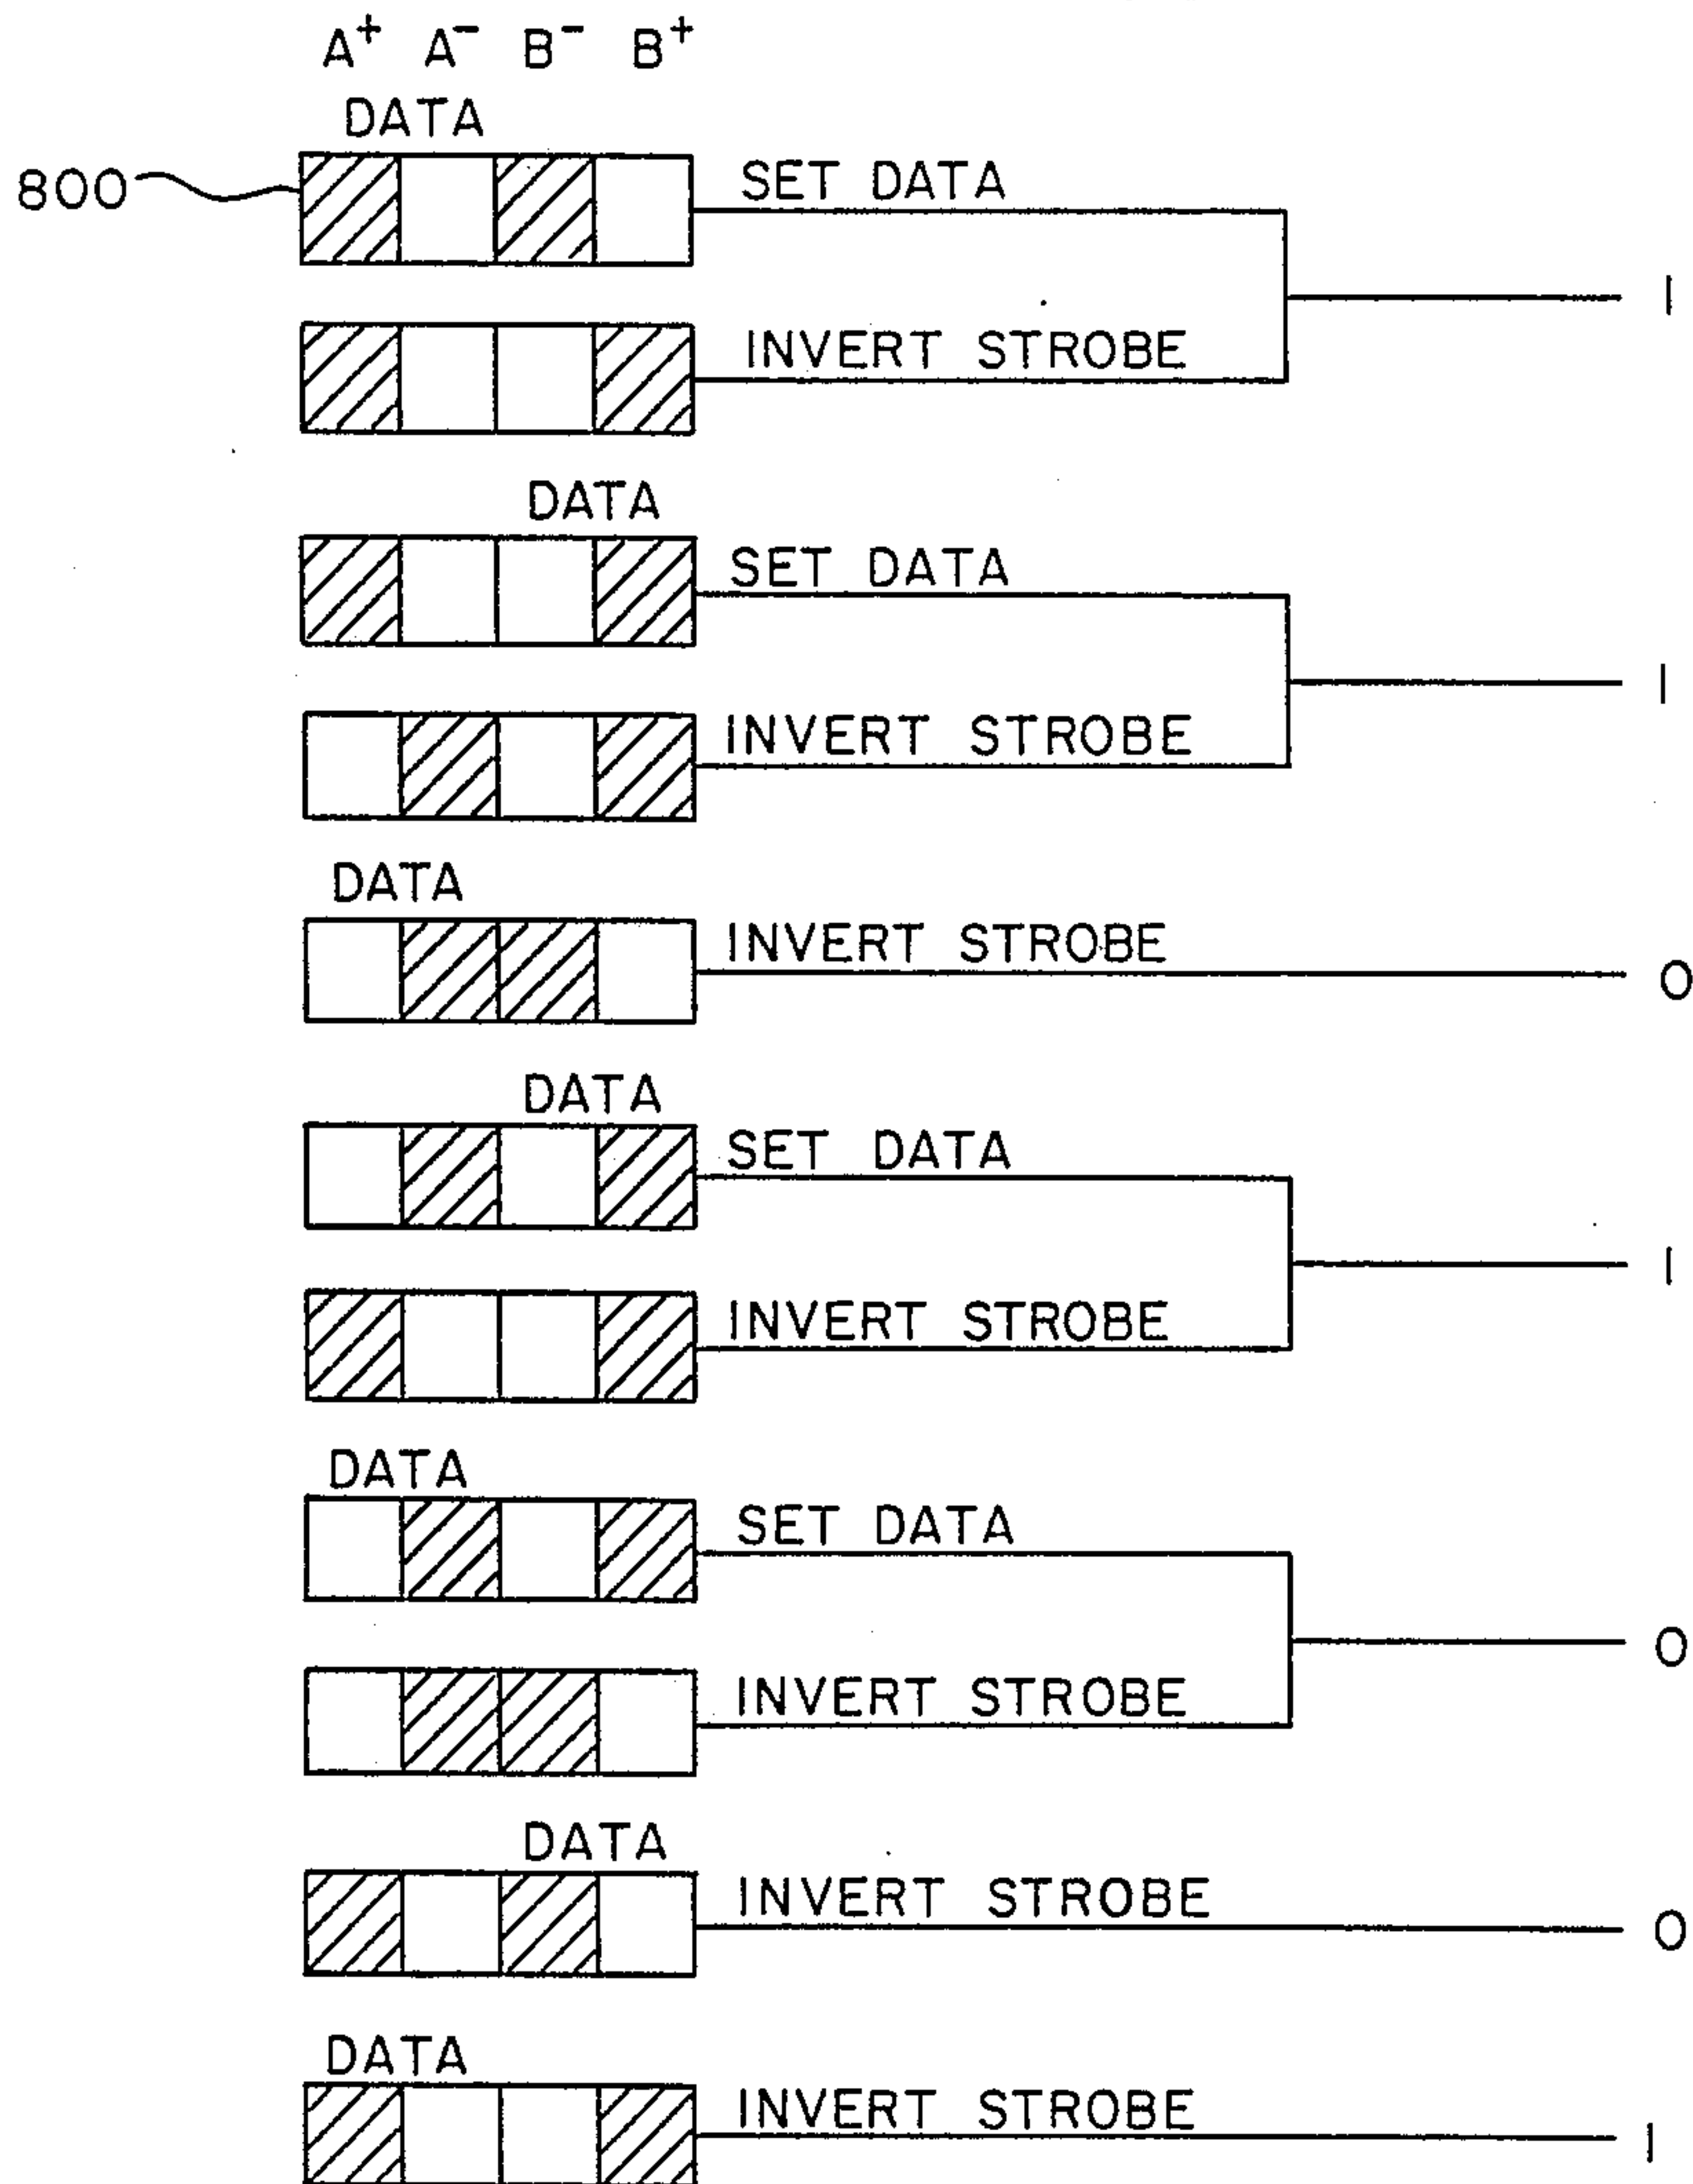 A⁺ A⁻ B⁻ B⁺
DATA
800
SET DATA
1
INVERT STROBE
DATA
SET DATA
1
INVERT STROBE
DATA
INVERT STROBE
0
DATA
SET DATA
1
INVERT STROBE
DATA
SET DATA
0
INVERT STROBE
DATA
INVERT STROBE
0
DATA
INVERT STROBE
1